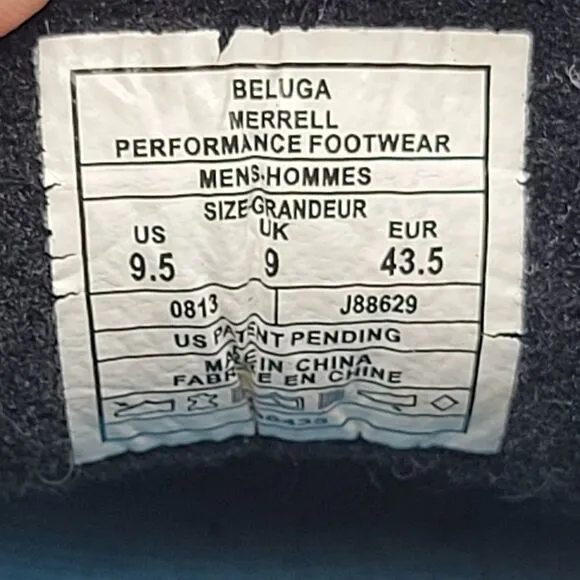 BELUGA
MERRELL
PERFORMANCE FOOTWEAR
MENS·HOMMES
SIZE·GRANDEUR
US UK EUR
9.5 9 43.5
0813 J88629
US PATENT PENDING
MADE IN CHINA
FABRIQUE EN CHINE